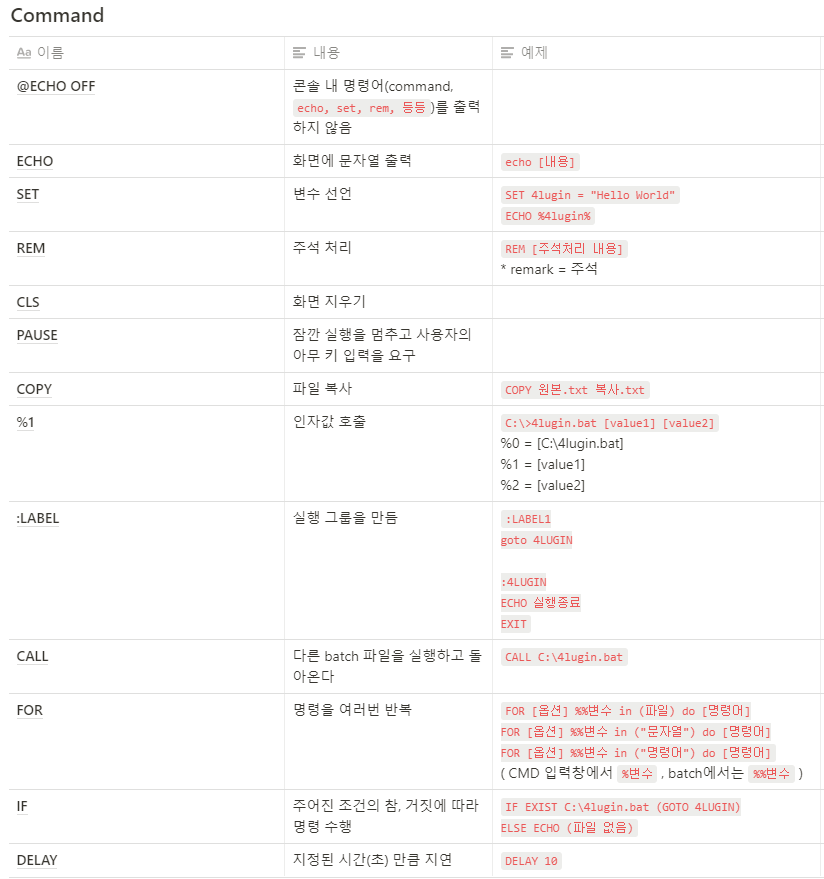 Command
Aa 이름
내용
예제
@ECHO OFF
콘솔 내 명령어(command,
echo, set, rem, 등등 )를 출력
하지 않음
ECHO
화면에 문자열 출력
echo [내용]
SET
변수 선언
SET 4lugin = "Hello World"
ECHO %4lugin%
REM
주석 처리
REM [주석처리 내용]
* remark = 주석
CLS
화면 지우기
PAUSE
잠깐 실행을 멈추고 사용자의
아무 키 입력을 요구
COPY
파일 복사
COPY 원본.txt 복사.txt
%1
인자값 호출
C:\>4lugin.bat [value1] [value2]
%0 = [C:\4lugin.bat]
%1 = [value1]
%2 = [value2]
:LABEL
실행 그룹을 만듬
:LABEL1
goto 4LUGIN
:4LUGIN
ECHO 실행종료
EXIT
CALL
다른 batch 파일을 실행하고 돌
아온다
CALL C:\4lugin.bat
FOR
명령을 여러번 반복
FOR [옵션] %%변수 in (파일) do [명령어]
FOR [옵션] %%변수 in ("문자열") do [명령어]
FOR [옵션] %%변수 in ("명령어") do [명령어]
( CMD 입력창에서 %변수 , batch에서는 %%변수 )
IF
주어진 조건의 참, 거짓에 따라
명령 수행
IF EXIST C:\4lugin.bat (GOTO 4LUGIN)
ELSE ECHO (파일 없음)
DELAY
지정된 시간(초) 만큼 지연
DELAY 10